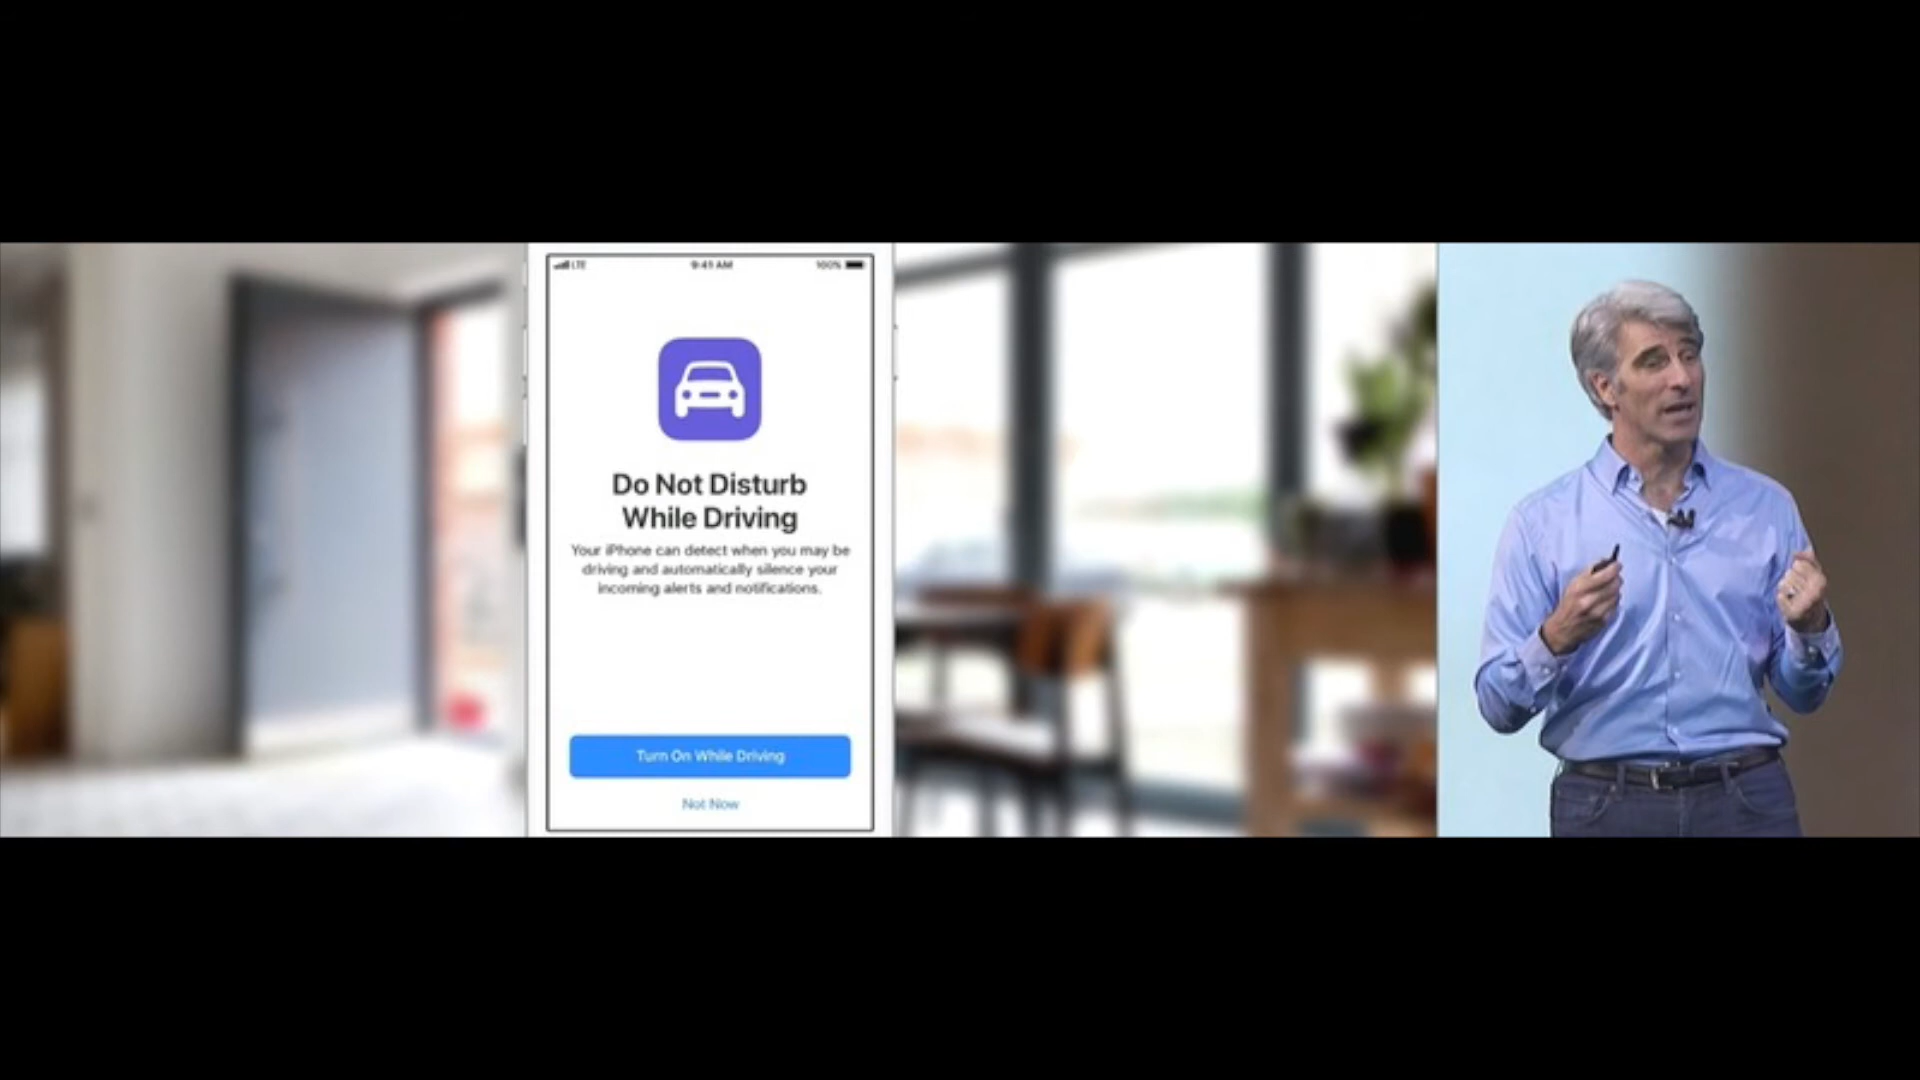 LTE 9:41 AM 100%
Do Not Disturb
While Driving
Your iPhone can detect when you may be
driving and automatically silence your
incoming alerts and notifications.
Turn On While Driving
Not Now